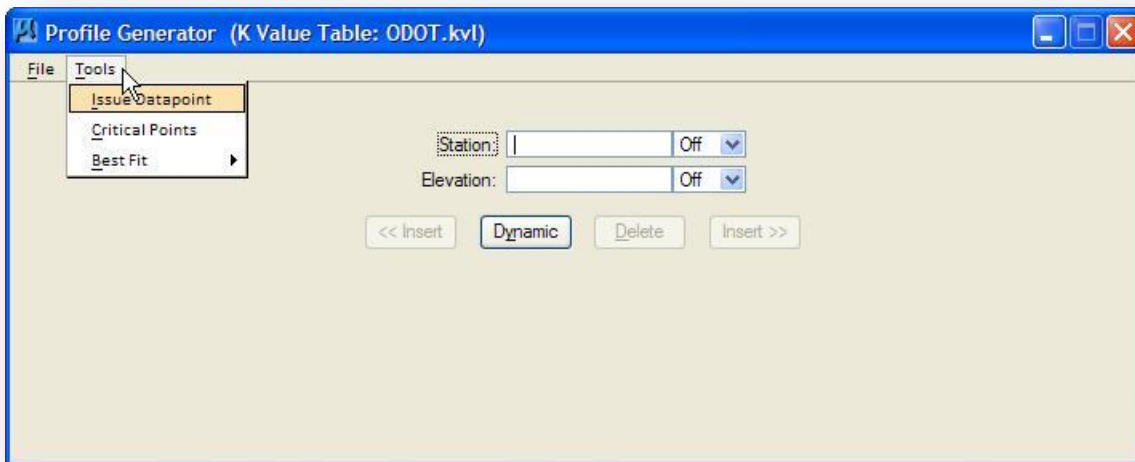 Profile Generator (K Value Table: ODOT.kvl)
File Tools
Issue Datapoint
Critical Points
Best Fit
Station: Off
Elevation: Off
<< Insert Dynamic Delete Insert >>